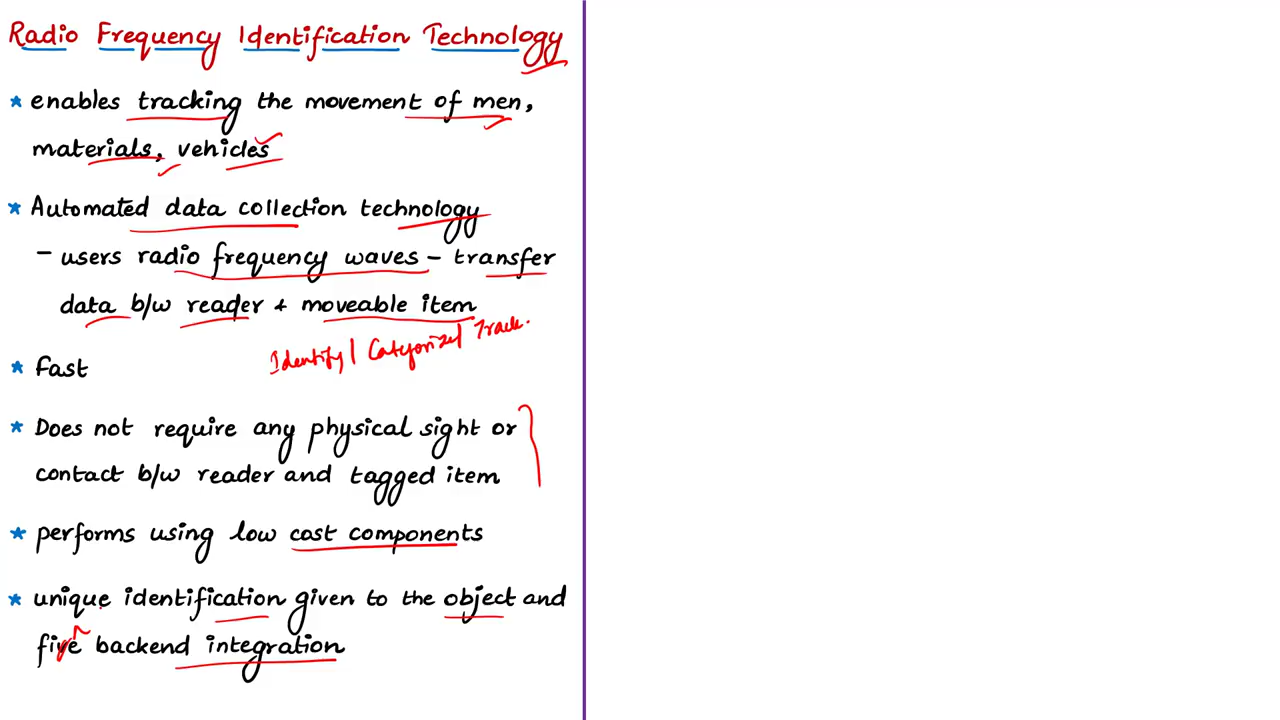 Radio Frequency Identification Technology
* enables tracking the movement of men,
materials, vehicles
* Automated data collection technology
- users radio frequency waves - transfer
data b/w reader + moveable item
Identify | Categorize | Track.
* fast
* Does not require any physical sight or
contact b/w reader and tagged item
* performs using low cost components
* unique identification given to the object and
backend integration